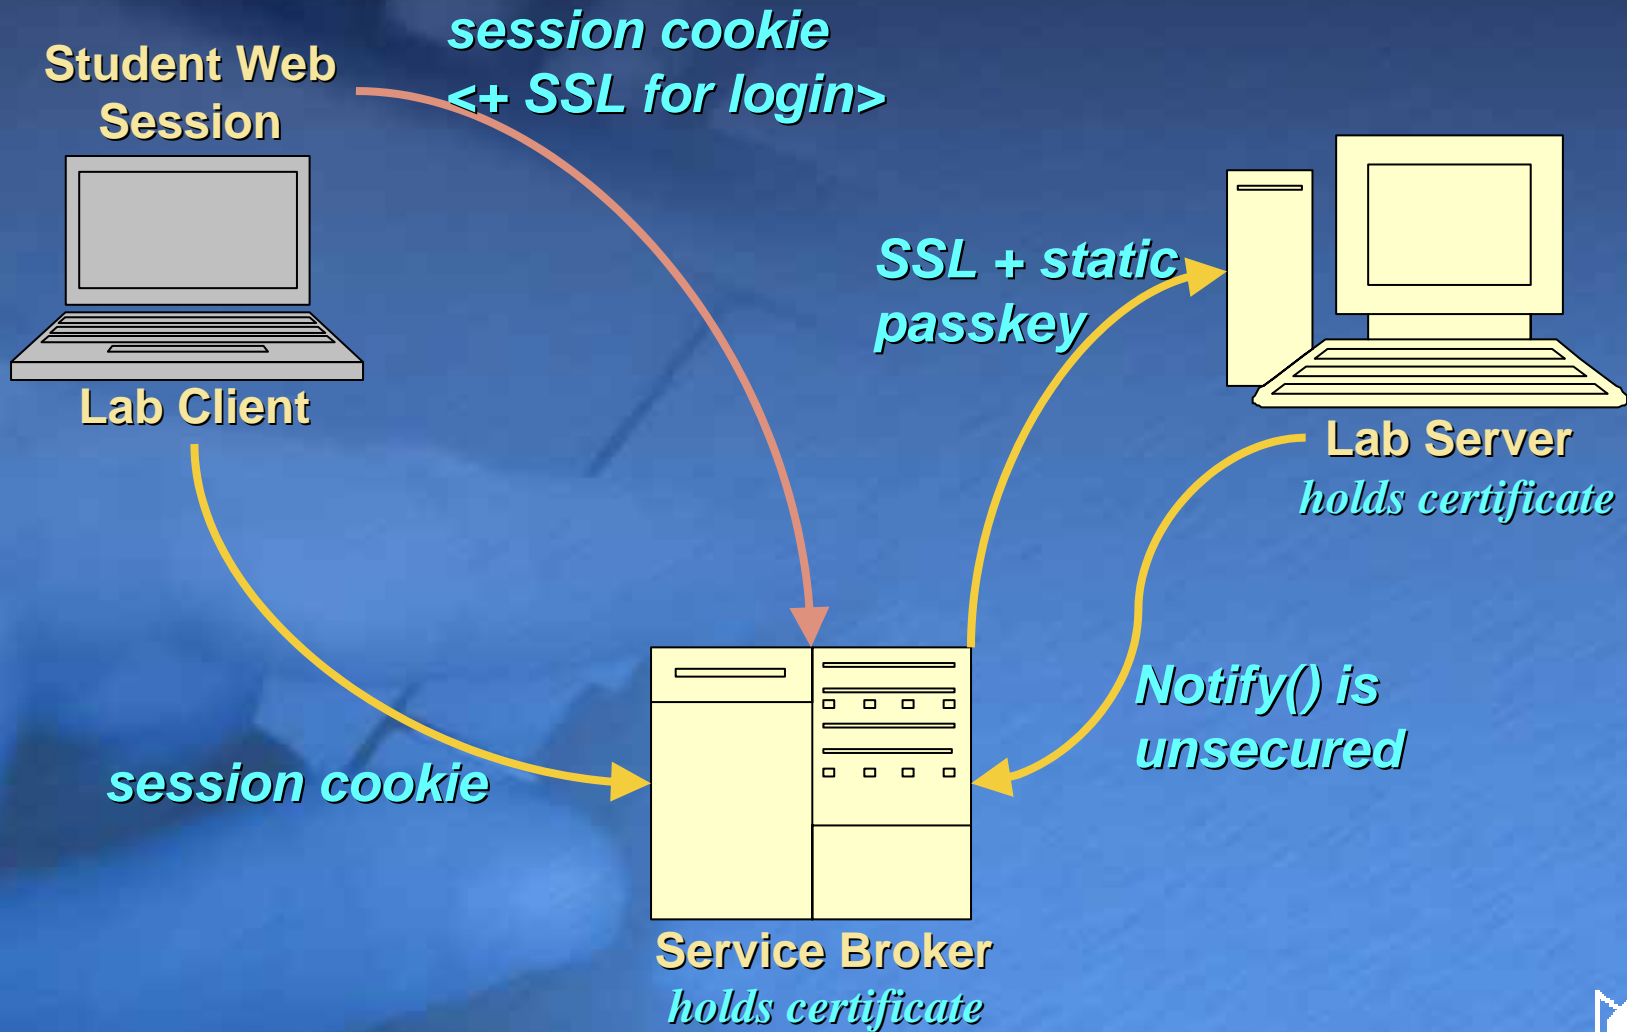 session cookie
<+ SSL for login>
Student Web
Session
Lab Client
SSL + static
passkey
Lab Server
holds certificate
Notify() is
unsecured
session cookie
Service Broker
holds certificate